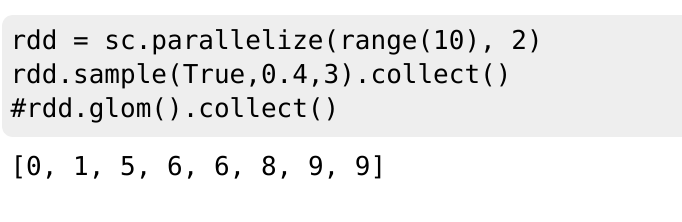 rdd = sc.parallelize(range(10), 2)
rdd.sample(True,0.4,3).collect()
#rdd.glom().collect()
[0, 1, 5, 6, 6, 8, 9, 9]